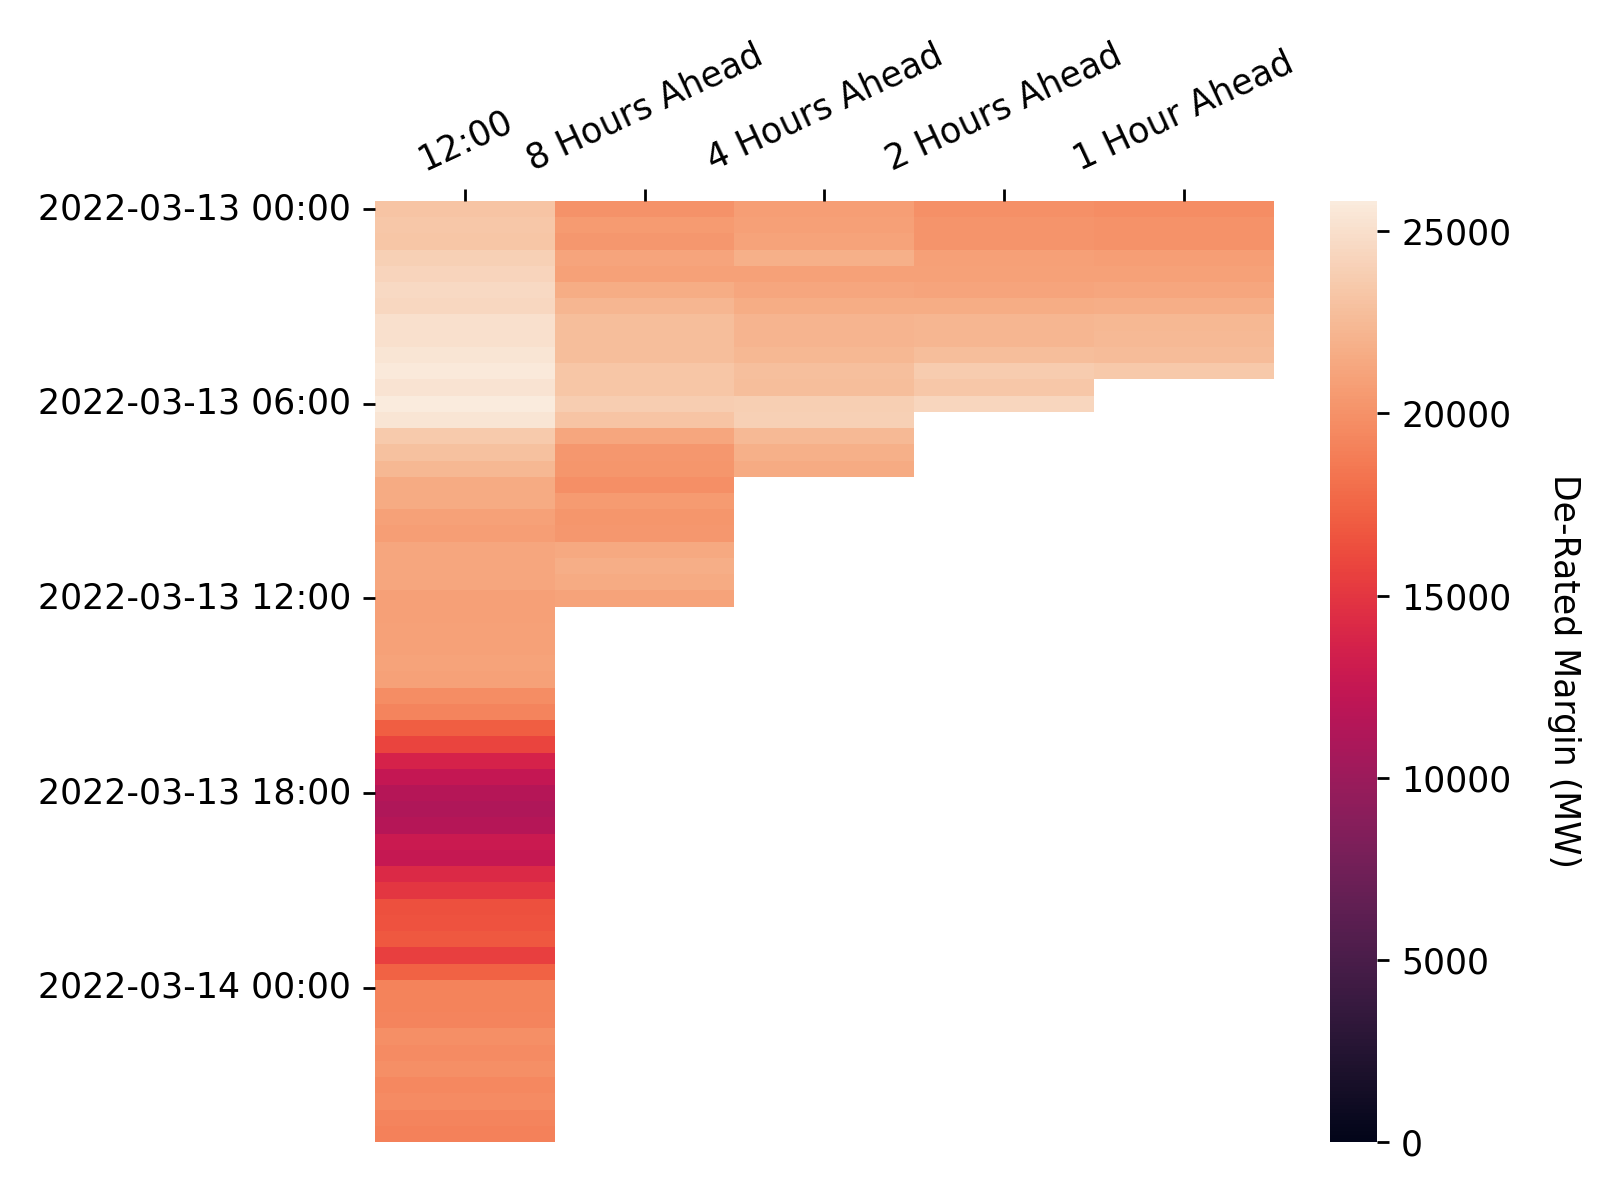 12:00
8 Hours Ahead
4 Hours Ahead
2 Hours Ahead
1 Hour Ahead
2022-03-13 00:00
2022-03-13 06:00
2022-03-13 12:00
2022-03-13 18:00
2022-03-14 00:00
25000
20000
15000
10000
5000
0
De-Rated Margin (MW)